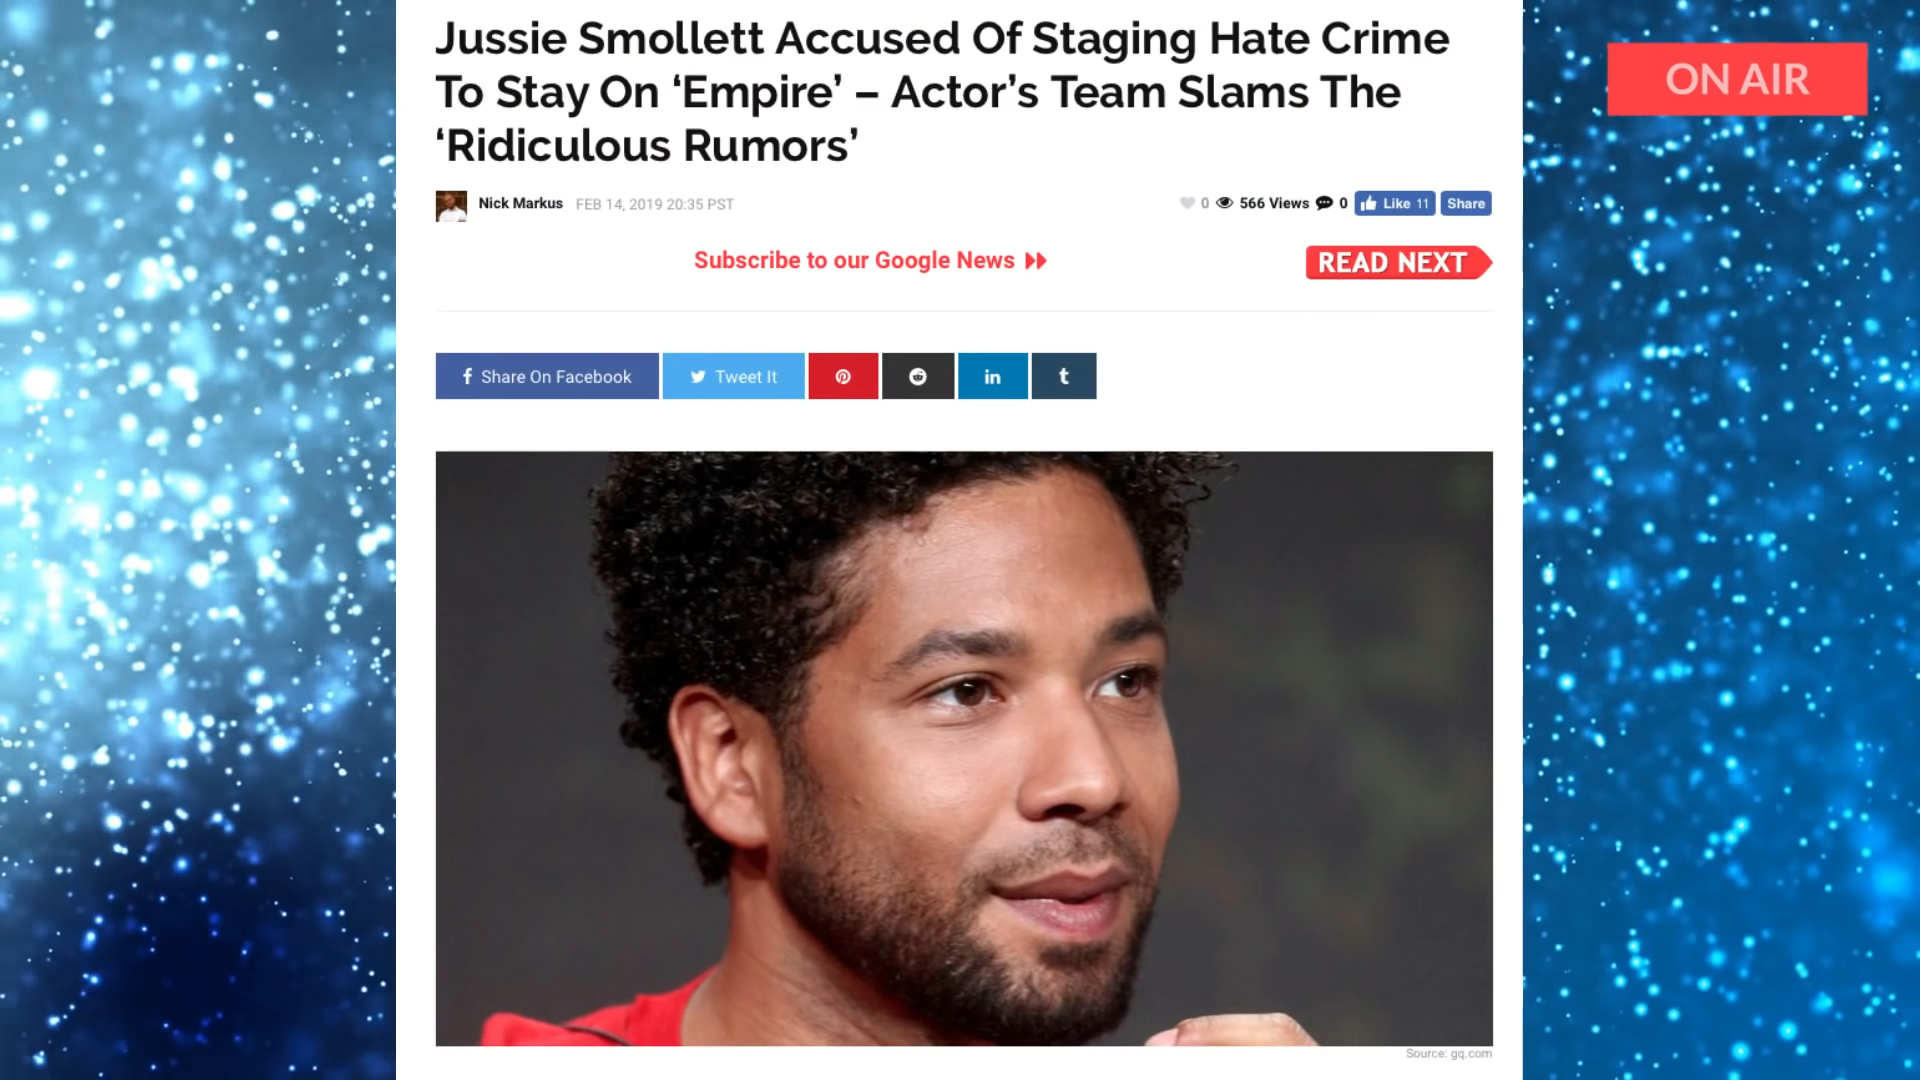 Jussie Smollett Accused Of Staging Hate Crime
To Stay On ‘Empire’ – Actor’s Team Slams The
‘Ridiculous Rumors’
ON AIR
Nick Markus FEB 14, 2019 20:35 PST
0 566 Views 0 Like 11 Share
Subscribe to our Google News
READ NEXT
f Share On Facebook
Tweet It
in
t
Source: gq.com